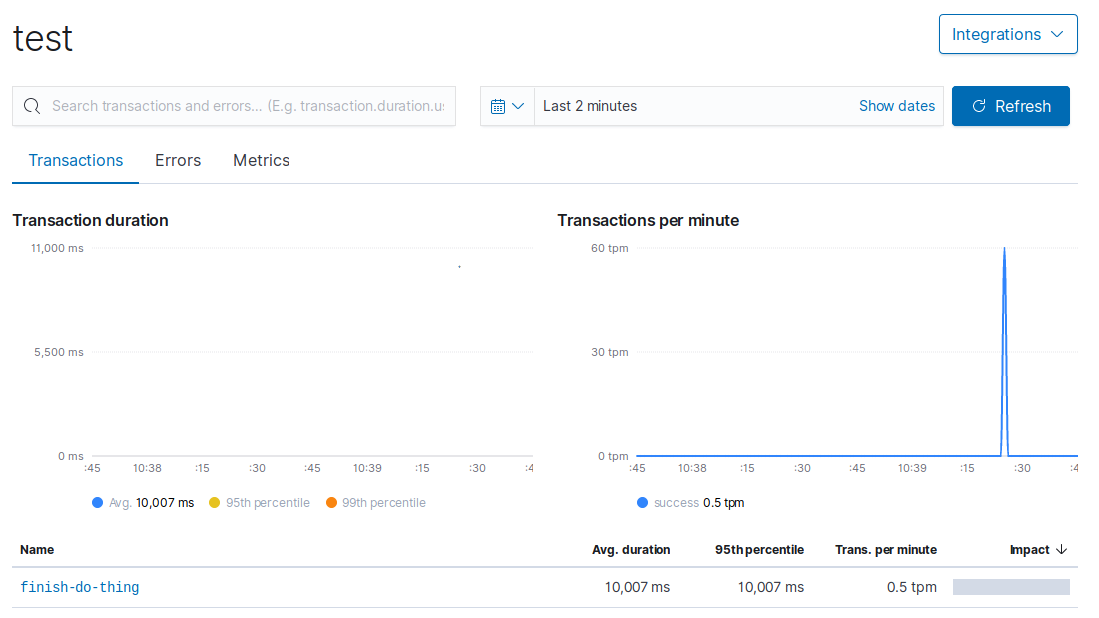 test
Integrations
Search transactions and errors... (E.g. transaction.duration.us
Last 2 minutes
Show dates
Refresh
Transactions
Errors
Metrics
Transaction duration
11,000 ms
5,500 ms
0 ms
:45 10:38 :15 :30 :45 10:39 :15 :30 :4
Avg. 10,007 ms 95th percentile 99th percentile
Transactions per minute
60 tpm
30 tpm
0 tpm
:45 10:38 :15 :30 :45 10:39 :15 :30 :4
success 0.5 tpm
Name Avg. duration 95th percentile Trans. per minute Impact
finish-do-thing 10,007 ms 10,007 ms 0.5 tpm